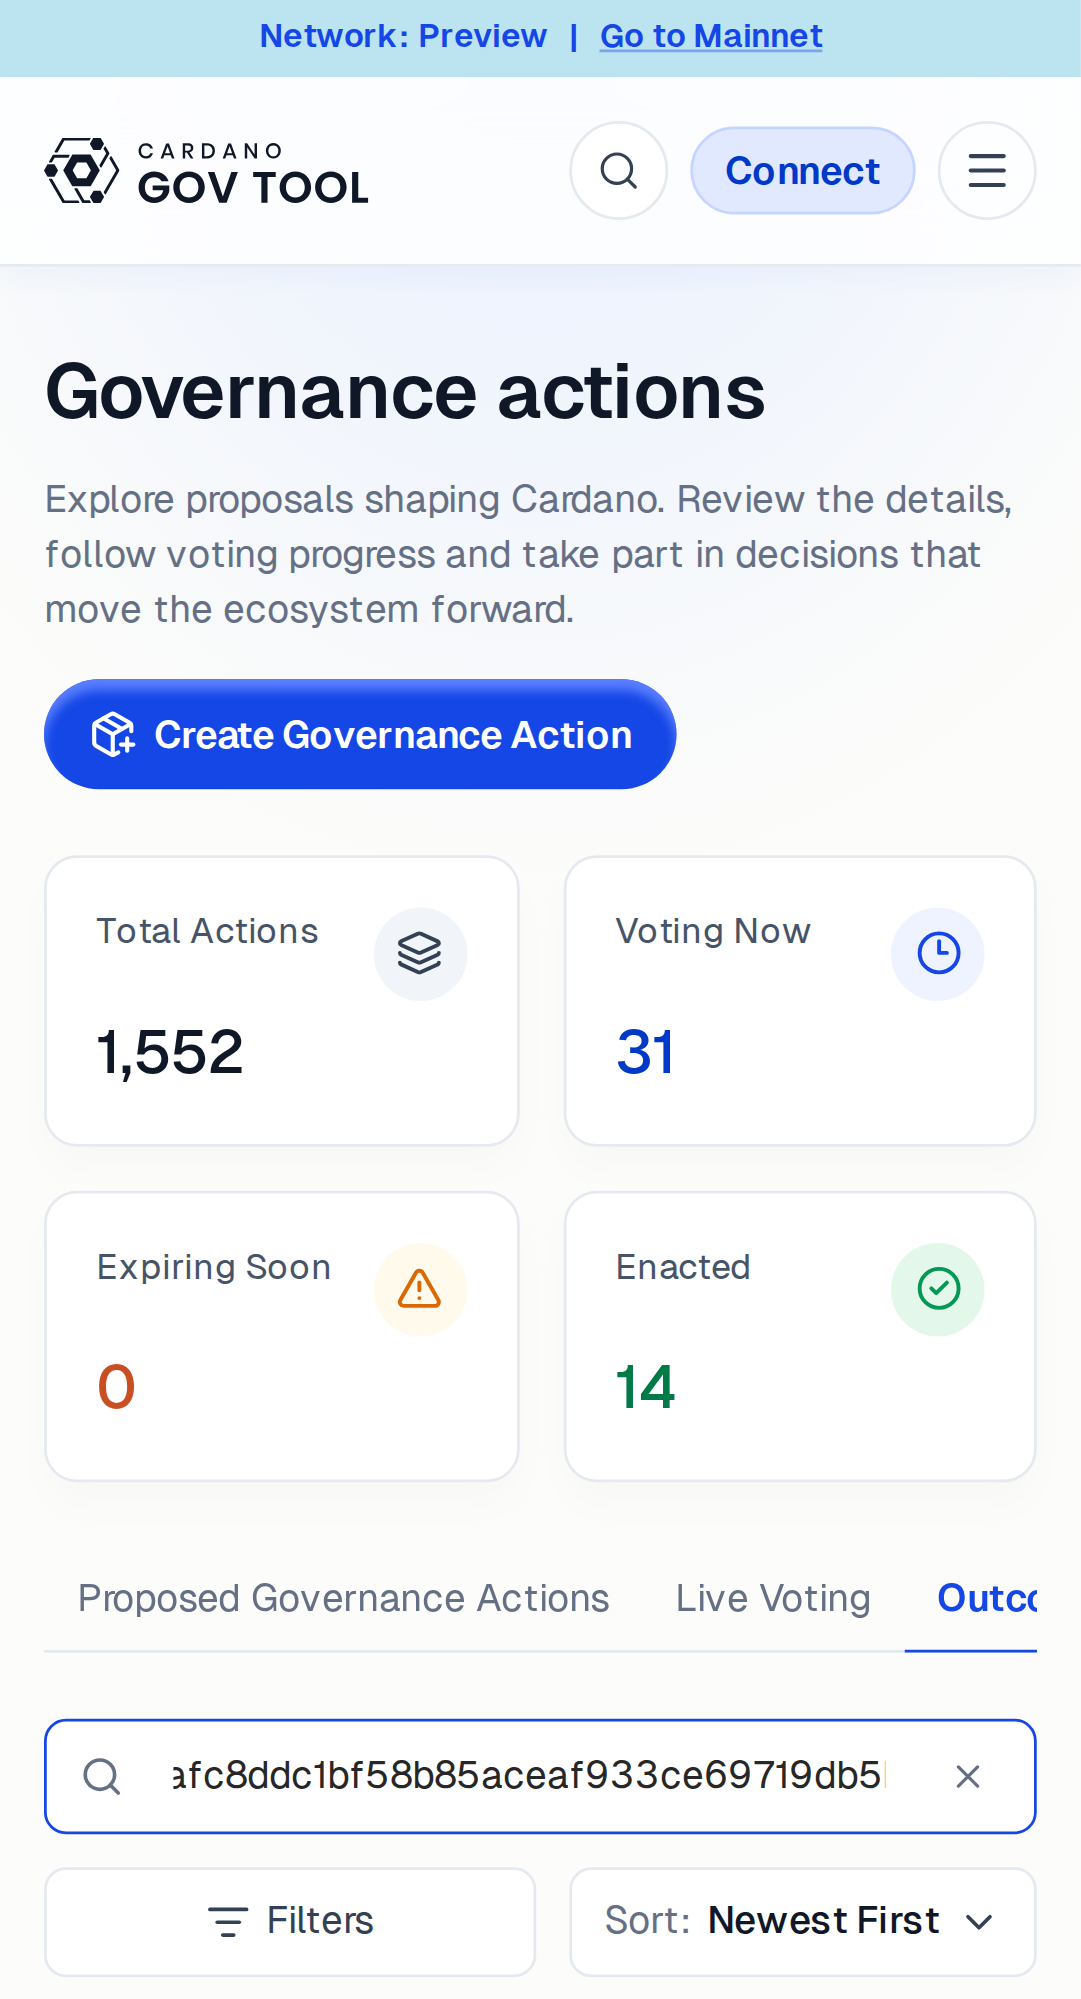 Network: Preview | Go to Mainnet
CARDANO
GOV TOOL
Connect
Governance actions
Explore proposals shaping Cardano. Review the details,
follow voting progress and take part in decisions that
move the ecosystem forward.
Create Governance Action
Total Actions
1,552
Voting Now
31
Expiring Soon
0
Enacted
14
Proposed Governance Actions Live Voting Outco
afc8ddc1bf58b85aceaf933ce69719db5
Filters
Sort: Newest First